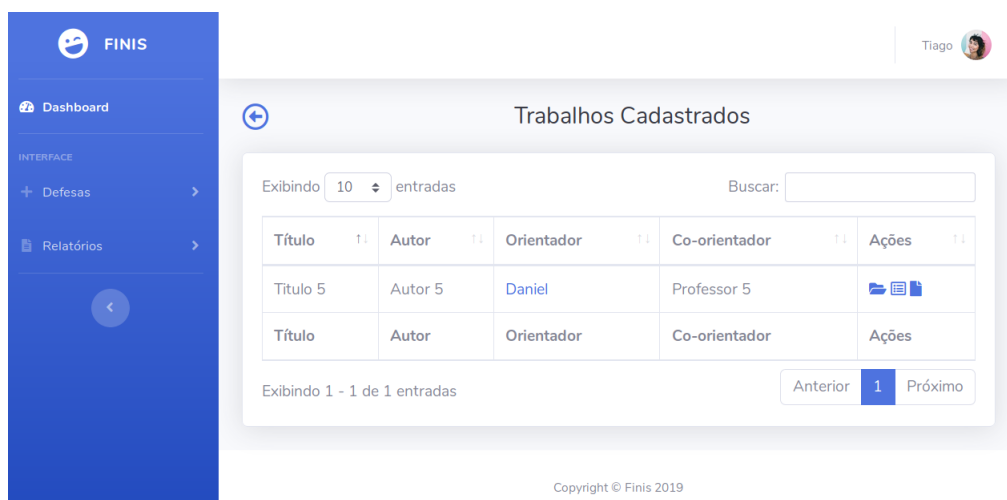 FINIS
Tiago
Dashboard
Trabalhos Cadastrados
INTERFACE
Defesas
Relatórios
Exibindo 10 entradas
Buscar:
Título Autor Orientador Co-orientador Ações
Titulo 5 Autor 5 Daniel Professor 5
Título Autor Orientador Co-orientador Ações
Exibindo 1 - 1 de 1 entradas
Anterior 1 Próximo
Copyright © Finis 2019